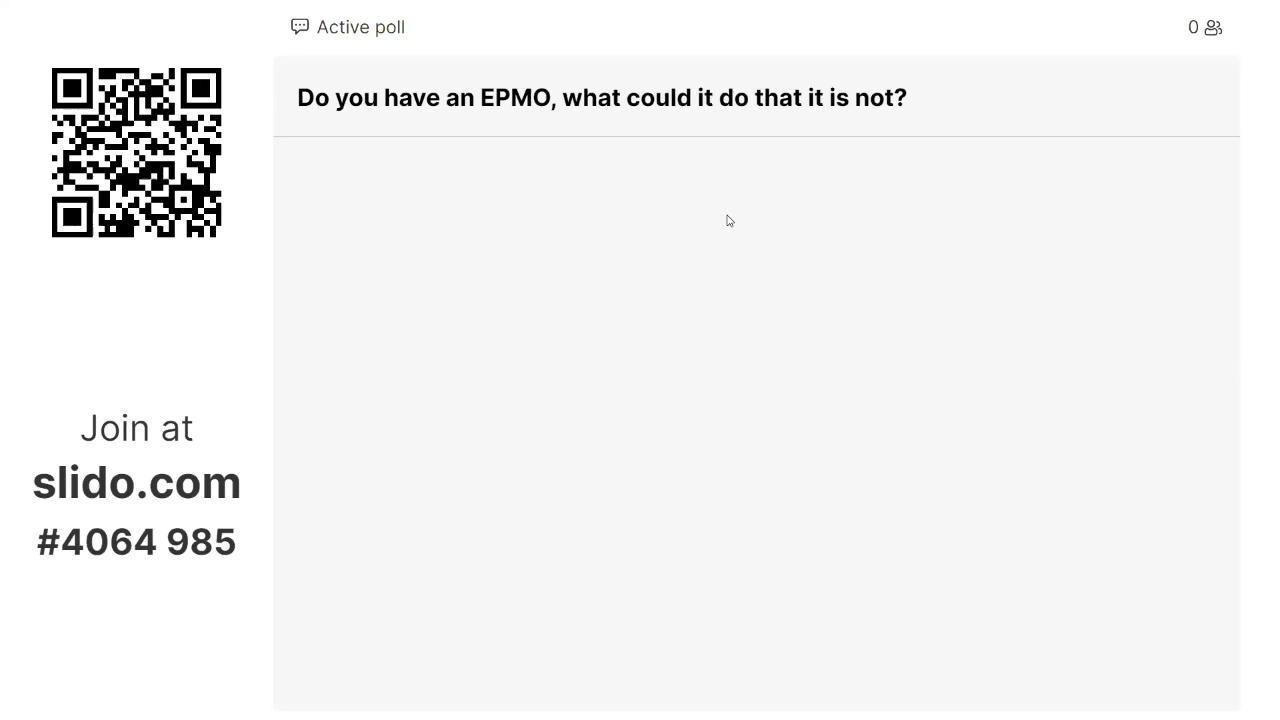 Active poll
0
Do you have an EPMO, what could it do that it is not?
Join at
slido.com
#4064 985